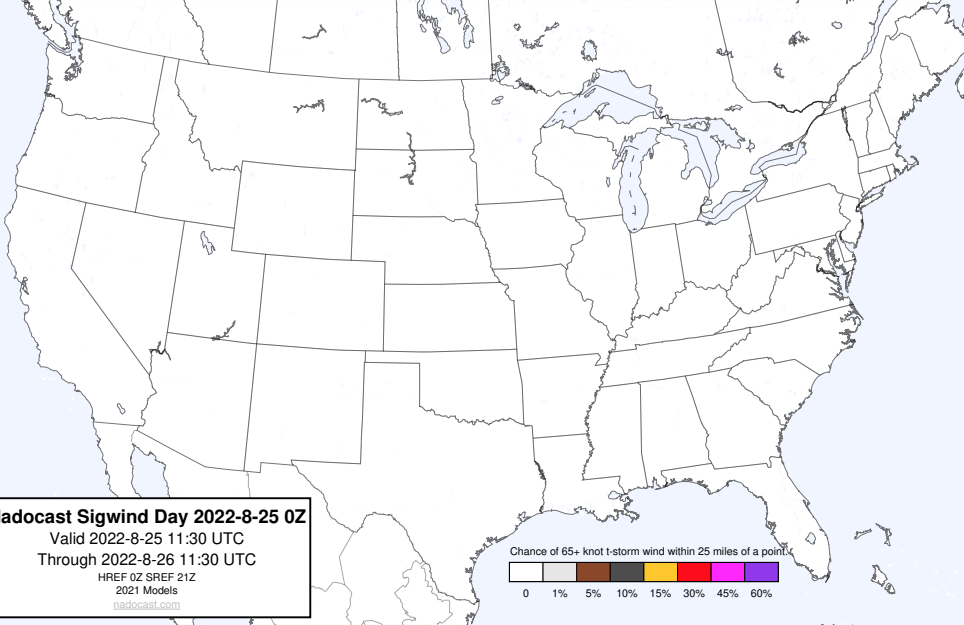 adocast Sigwind Day 2022-8-25 0Z
Valid 2022-8-25 11:30 UTC
Through 2022-8-26 11:30 UTC
HREF 0Z SREF 21Z
2021 Models
nadocast.com
Chance of 65+ knot t-storm wind within 25 miles of a point.
0 1% 5% 10% 15% 30% 45% 60%